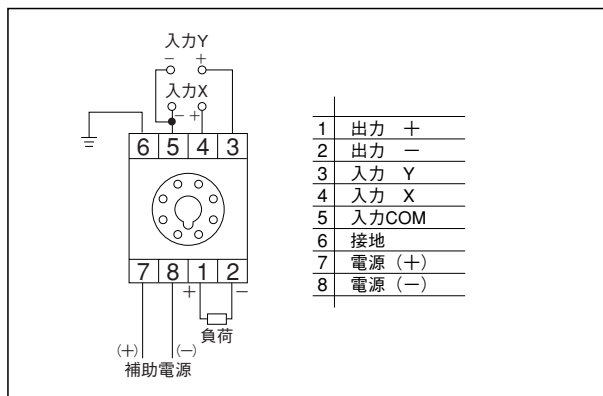 入力Y
− +
入力X
− +
6 5 4 3
7 8 1 2
+ −
負荷
(+) (−)
補助電源
1 出力 +
2 出力 −
3 入力 Y
4 入力 X
5 入力COM
6 接地
7 電源（+）
8 電源（−）